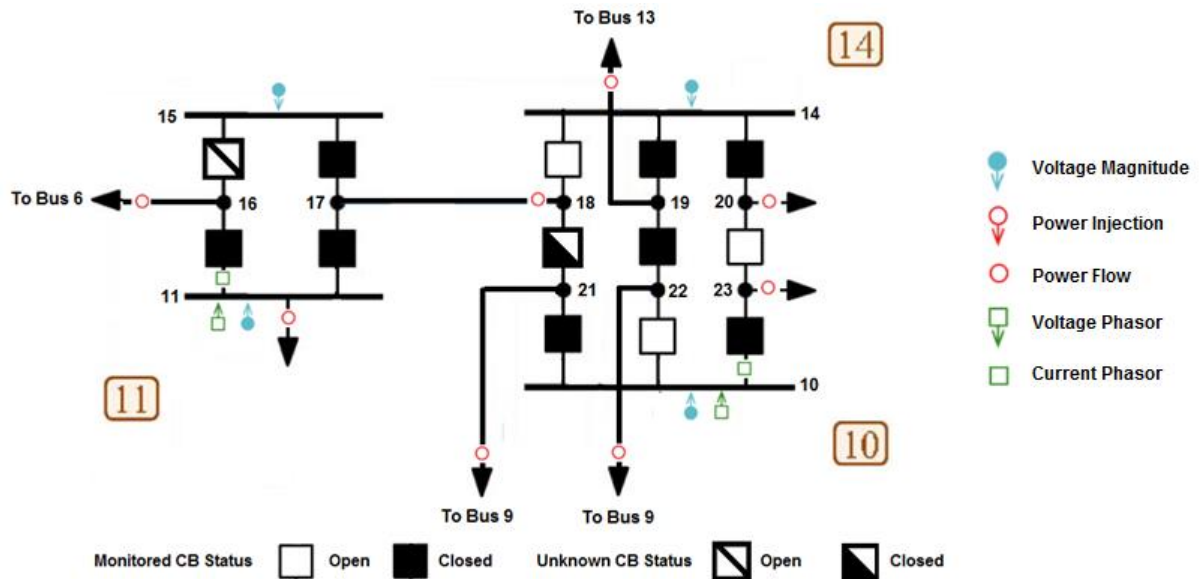 To Bus 13
14
15
14
Voltage Magnitude
To Bus 6
16
17
18
19
20
Power Injection
Power Flow
11
21
22
23
Voltage Phasor
10
Current Phasor
11
10
To Bus 9
To Bus 9
Monitored CB Status
Open
Closed
Unknown CB Status
Open
Closed